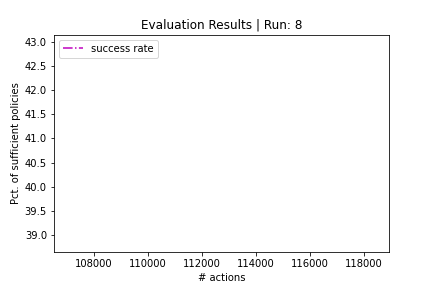 Evaluation Results | Run: 8
success rate
Pct. of sufficient policies
43.0
42.5
42.0
41.5
41.0
40.5
40.0
39.5
39.0
108000 110000 112000 114000 116000 118000
# actions